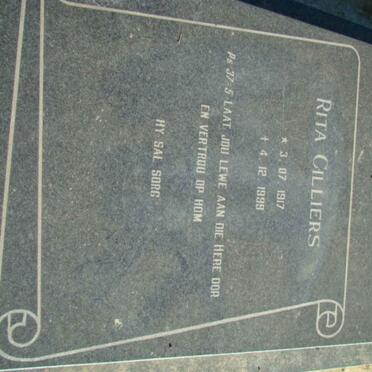 RITA CILLIERS
★ 3 07 1917
✝ 4 12 1999
Ps 37:5 LAAT JOU LEWE AAN DIE HERE OOR
EN VERTROU OP HOM
HY SAL SORG